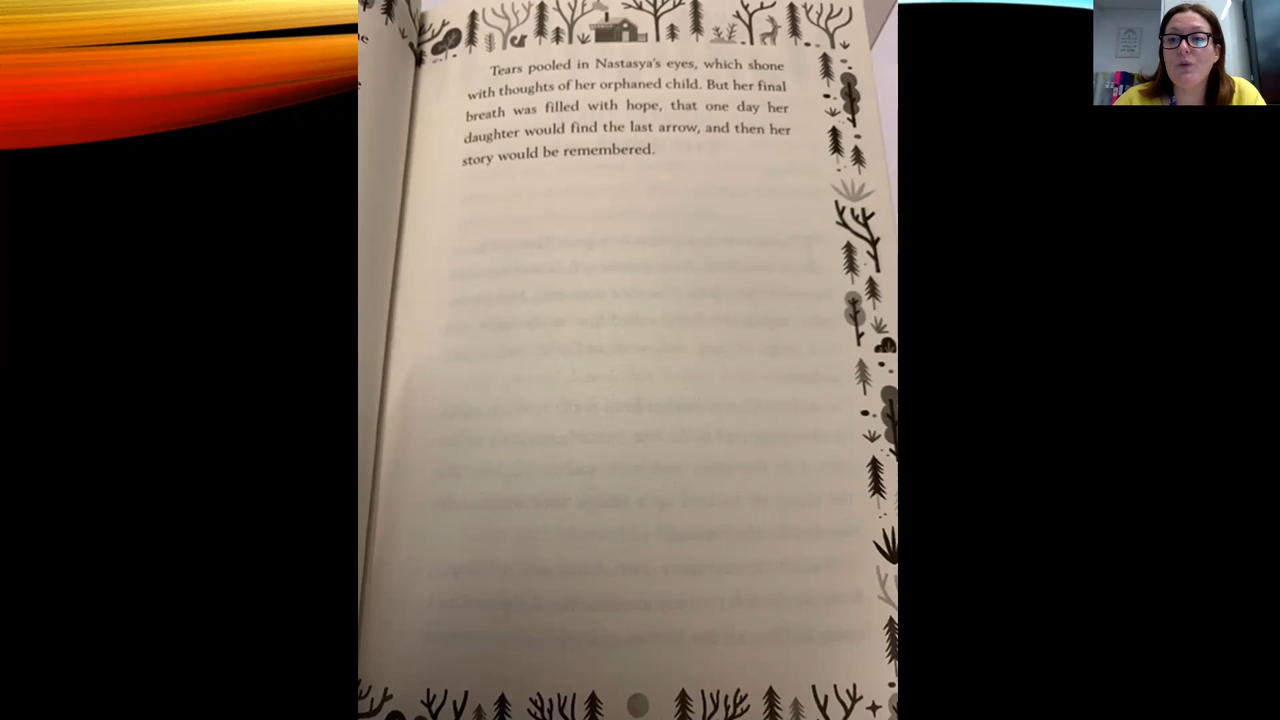 Tears pooled in Nastasya's eyes, which shone
with thoughts of her orphaned child. But her final
breath was filled with hope, that one day her
daughter would find the last arrow, and then her
story would be remembered.